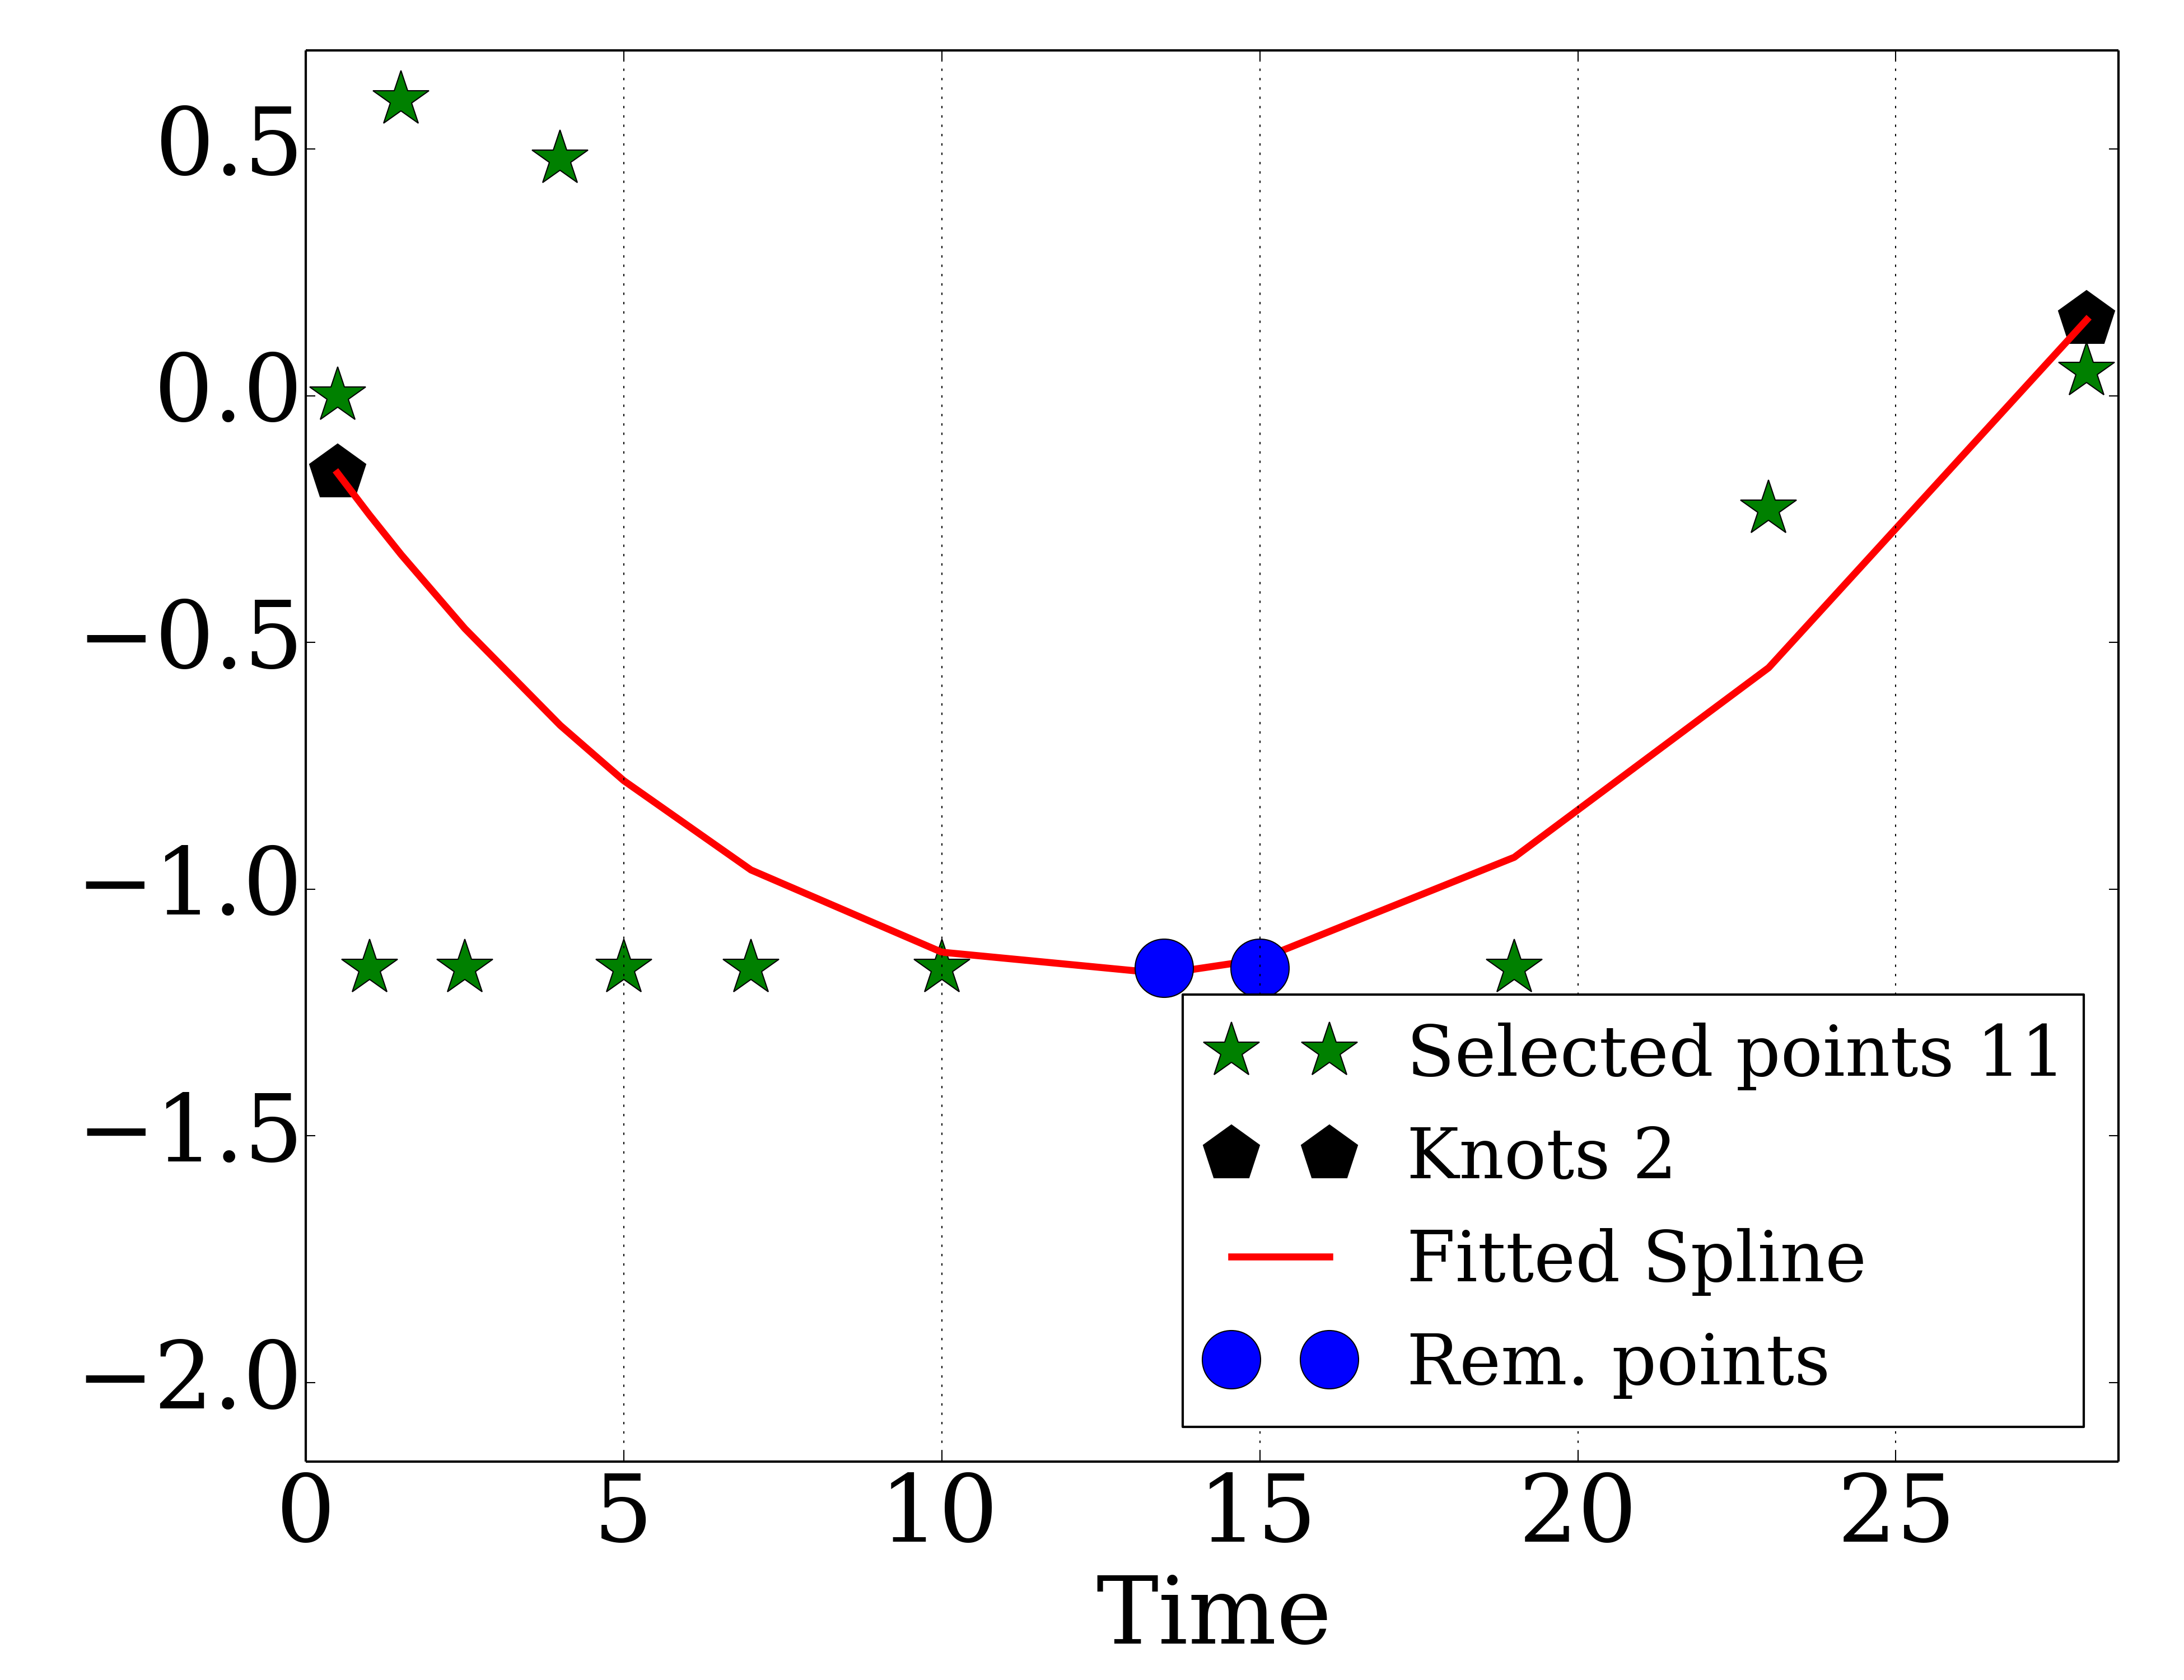 0.5
0.0
−0.5
−1.0
−1.5
−2.0
Selected points 11
Knots 2
Fitted Spline
Rem. points
0 5 10 15 20 25
Time